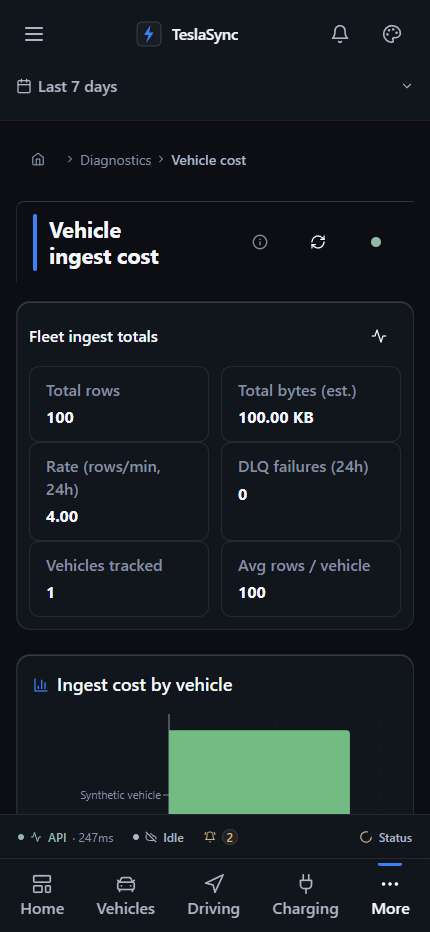 TeslaSync
Last 7 days
Diagnostics
Vehicle cost
Vehicle
ingest cost
Fleet ingest totals
Total rows
100
Total bytes (est.)
100.00 KB
Rate (rows/min,
24h)
4.00
DLQ failures (24h)
0
Vehicles tracked
1
Avg rows / vehicle
100
Ingest cost by vehicle
Synthetic vehicle
API · 247ms
Idle
2
Status
Home
Vehicles
Driving
Charging
More